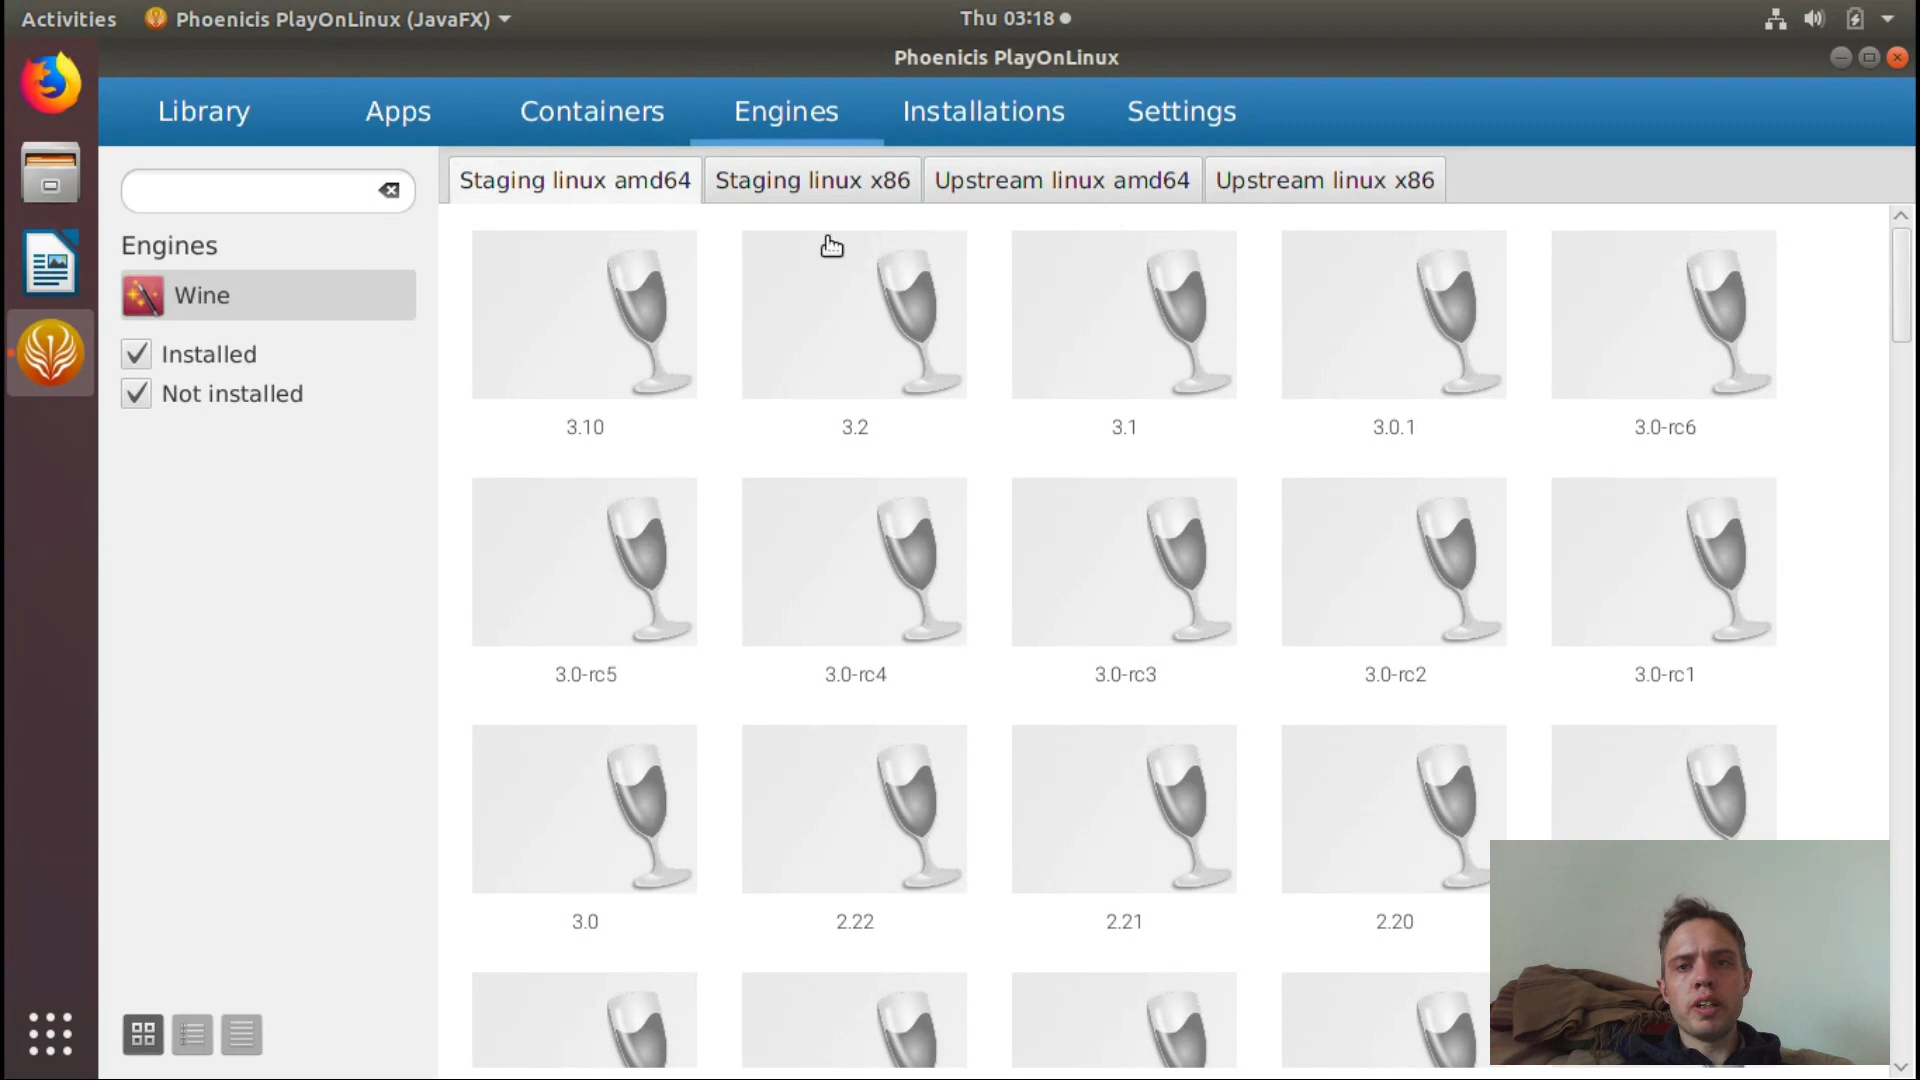 Activities
Phoenicis PlayOnLinux (JavaFX)
Thu 03:18
Phoenicis PlayOnLinux
Library
Apps
Containers
Engines
Installations
Settings
Staging linux amd64
Staging linux x86
Upstream linux amd64
Upstream linux x86
Engines
Wine
Installed
Not installed
3.10
3.2
3.1
3.0.1
3.0-rc6
3.0-rc5
3.0-rc4
3.0-rc3
3.0-rc2
3.0-rc1
3.0
2.22
2.21
2.20